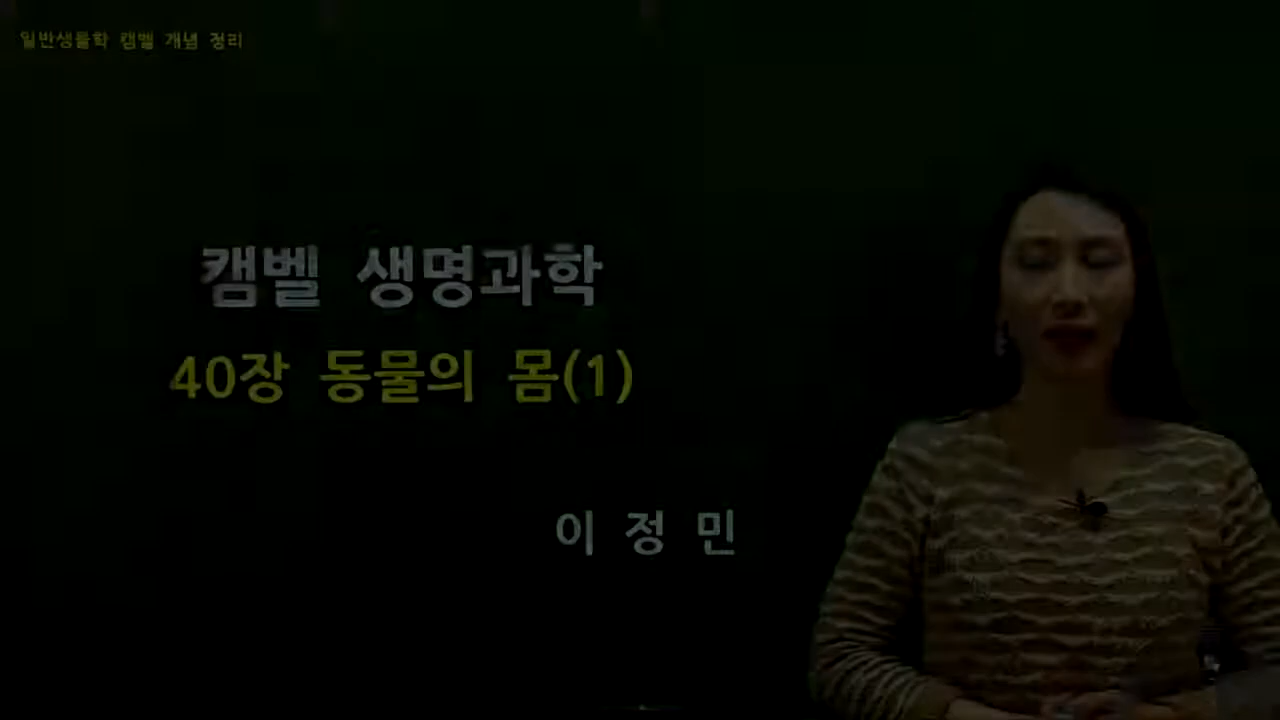 일반생물학 캠벨 개념 정리
캠벨 생명과학
40장 동물의 몸(1)
이 정 민